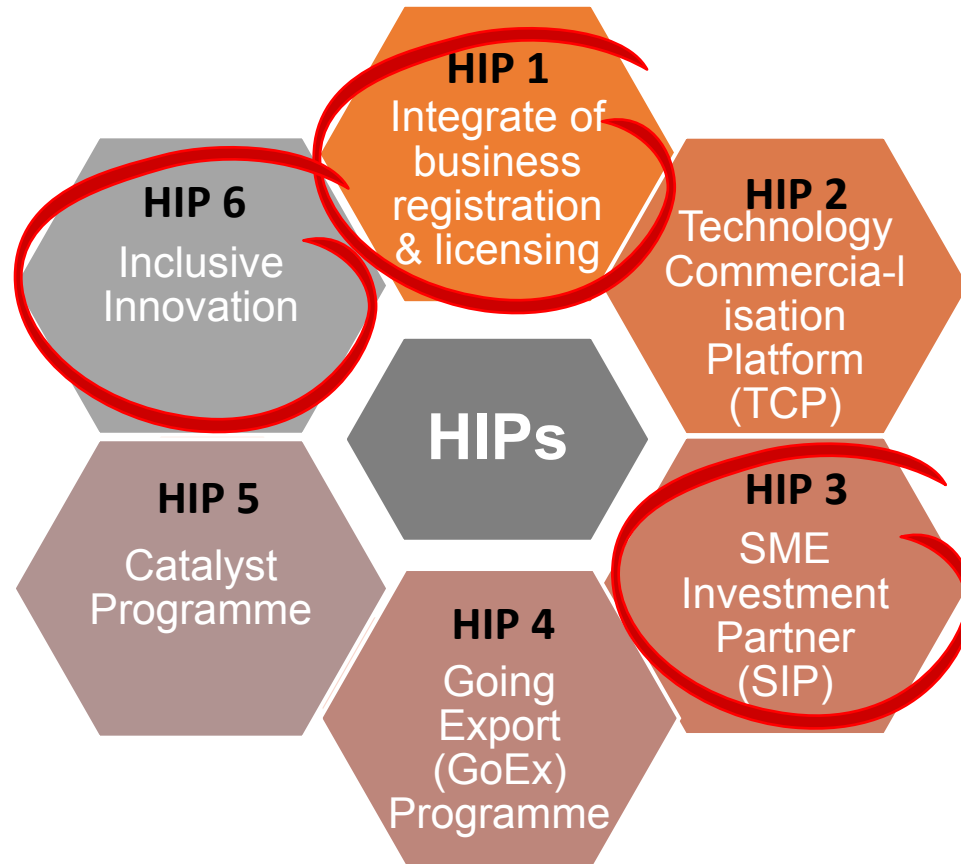 HIP 1
Integrate of
business
registration
& licensing
HIP 2
Technology
Commercia-l
isation
Platform
(TCP)
HIP 3
SME
Investment
Partner
(SIP)
HIP 4
Going
Export
(GoEx)
Programme
HIP 5
Catalyst
Programme
HIP 6
Inclusive
Innovation
HIPs